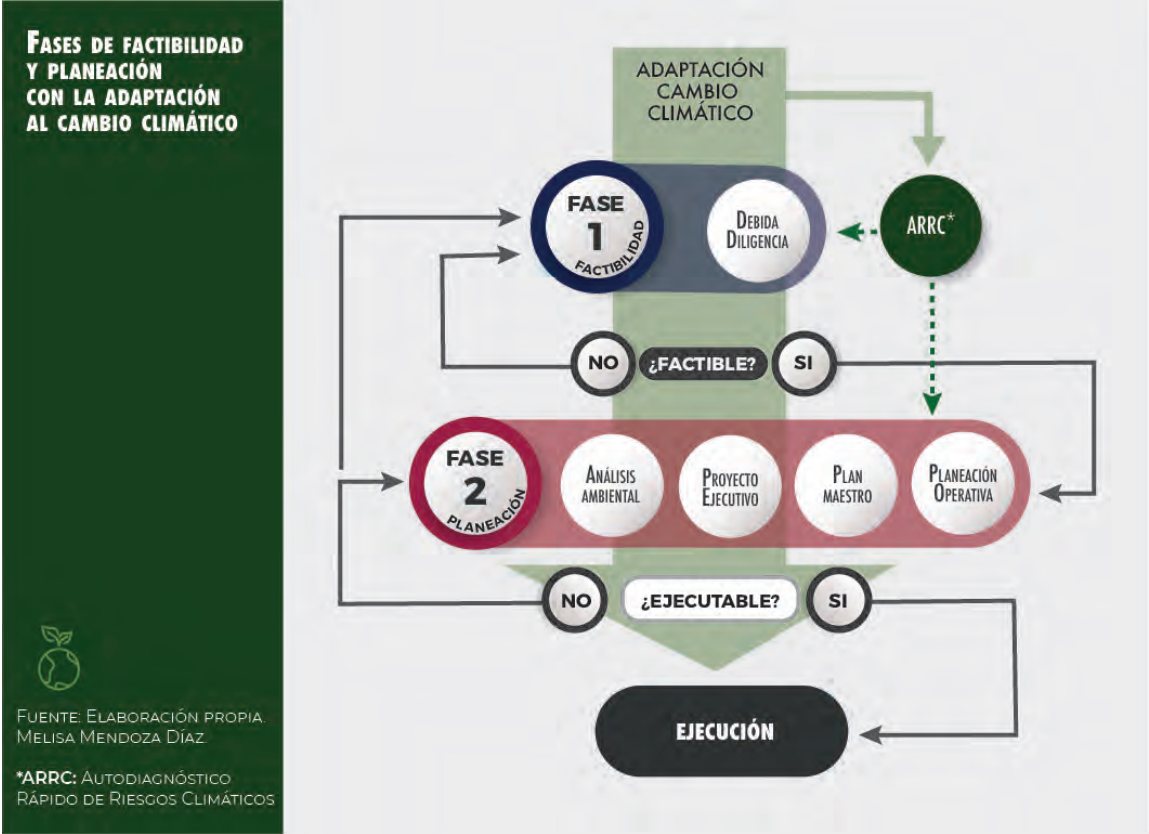 FASES DE FACTIBILIDAD
Y PLANEACIÓN
CON LA ADAPTACIÓN
AL CAMBIO CLIMÁTICO
ADAPTACIÓN
CAMBIO
CLIMÁTICO
FASE
1
FACTIBILIDAD
DEBIDA
DILIGENCIA
ARRC*
NO
¿FACTIBLE?
SI
FASE
2
PLANEACIÓN
ANÁLISIS
AMBIENTAL
PROYECTO
EJECUTIVO
PLAN
MAESTRO
PLANEACIÓN
OPERATIVA
NO
¿EJECUTABLE?
SI
EJECUCIÓN
FUENTE: ELABORACIÓN PROPIA
MELISA MENDOZA DÍAZ
*ARRC: AUTODIAGNÓSTICO
RÁPIDO DE RIESGOS CLIMÁTICOS